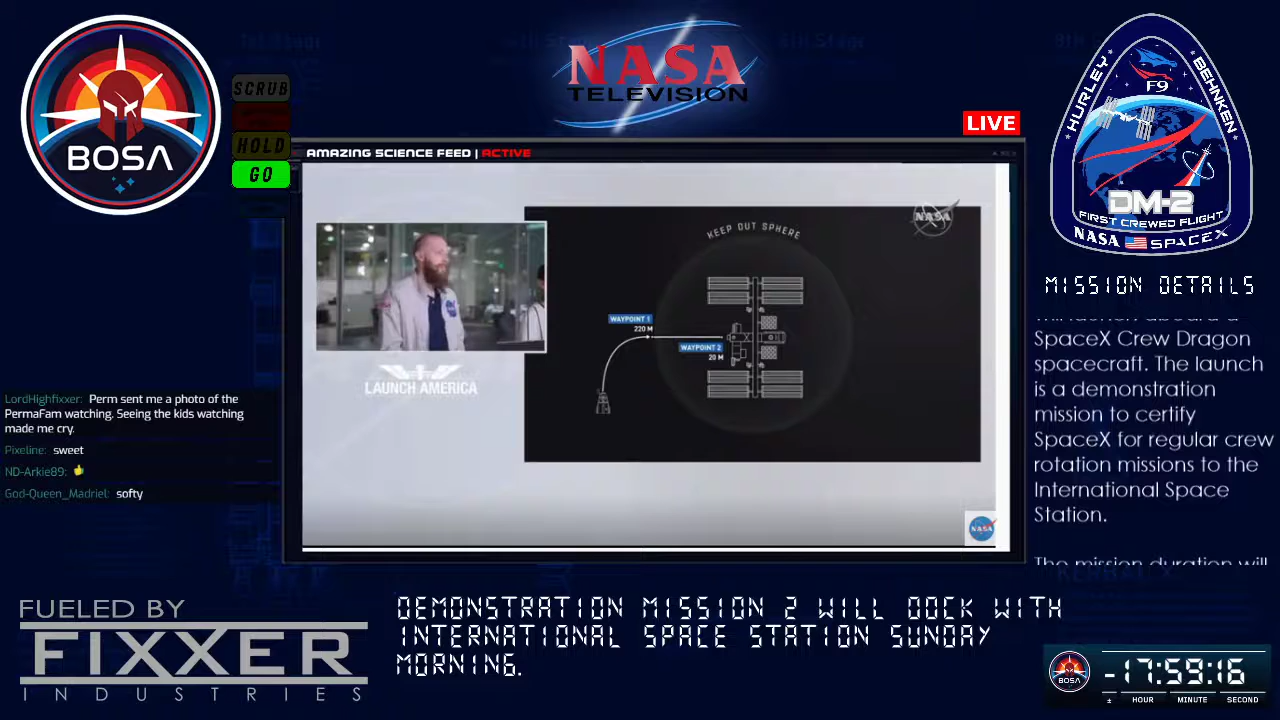 BOSA
SCRUB
HOLD
GO
NASA
TELEVISION
LIVE
AMAZING SCIENCE FEED | ACTIVE
NASA
KEEP OUT SPHERE
WAYPOINT 1
220 M
WAYPOINT 2
20 M
LAUNCH AMERICA
NASA
HURLEY
BEHNKEN
F9
DM-2
FIRST CREWED FLIGHT
NASA SPACEX
MISSION DETAILS
SpaceX Crew Dragon
spacecraft. The launch
is a demonstration
mission to certify
SpaceX for regular crew
rotation missions to the
International Space
Station.
The mission duration will
LordHighfixxer: Perm sent me a photo of the
PermaFam watching. Seeing the kids watching
made me cry.
Pixeline: sweet
ND-Arkie89: 👍
God-Queen_Madriel: softy
FUELED BY
FIXXER
INDUSTRIES
DEMONSTRATION MISSION 2 WILL DOCK WITH
INTERNATIONAL SPACE STATION SUNDAY
MORNING.
BOSA
-17:59:16
± HOUR MINUTE SECOND